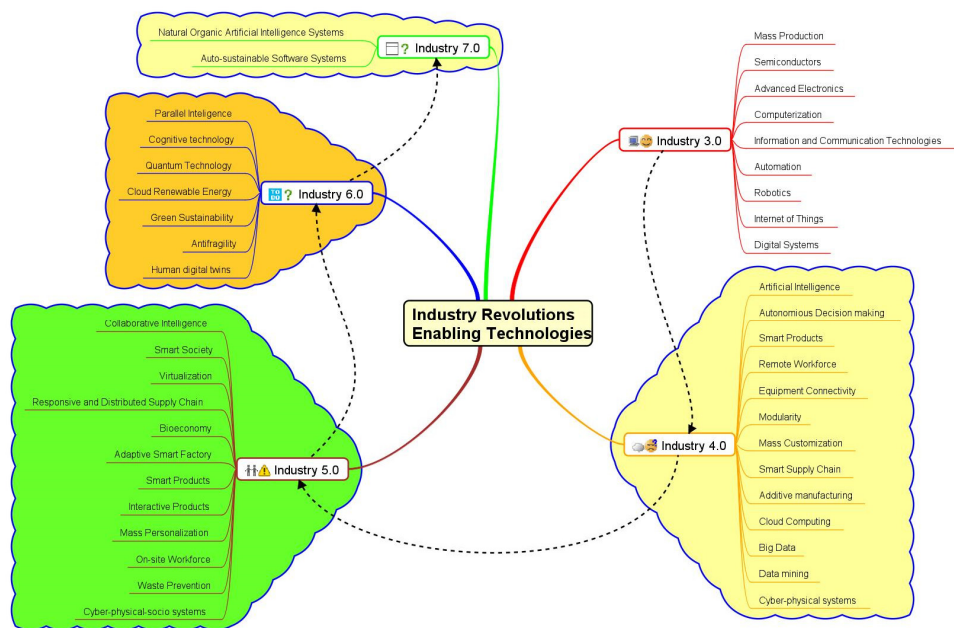 Industry Revolutions
Enabling Technologies
Industry 3.0
Mass Production
Semiconductors
Advanced Electronics
Computerization
Information and Communication Technologies
Automation
Robotics
Internet of Things
Digital Systems
Industry 4.0
Artificial Intelligence
Autonomious Decision making
Smart Products
Remote Workforce
Equipment Connectivity
Modularity
Mass Customization
Smart Supply Chain
Additive manufacturing
Cloud Computing
Big Data
Data mining
Cyber-physical systems
Industry 5.0
Collaborative Intelligence
Smart Society
Virtualization
Responsive and Distributed Supply Chain
Bioeconomy
Adaptive Smart Factory
Smart Products
Interactive Products
Mass Personalization
On-site Workforce
Waste Prevention
Cyber-physical-socio systems
TO DO ? Industry 6.0
Parallel Inteligence
Cognitive technology
Quantum Technology
Cloud Renewable Energy
Green Sustainability
Antifragility
Human digital twins
? Industry 7.0
Natural Organic Artificial Intelligence Systems
Auto-sustainable Software Systems